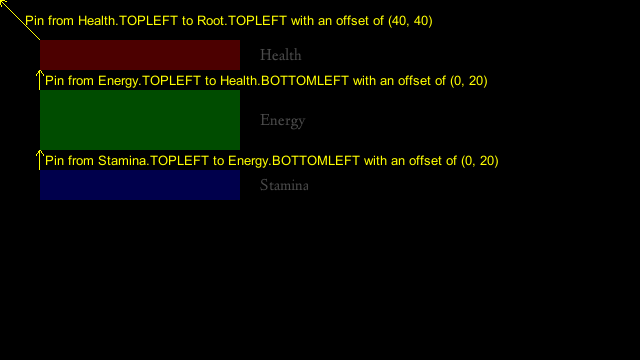 Pin from Health.TOPLEFT to Root.TOPLEFT with an offset of (40, 40)
Health
Pin from Energy.TOPLEFT to Health.BOTTOMLEFT with an offset of (0, 20)
Energy
Pin from Stamina.TOPLEFT to Energy.BOTTOMLEFT with an offset of (0, 20)
Stamina